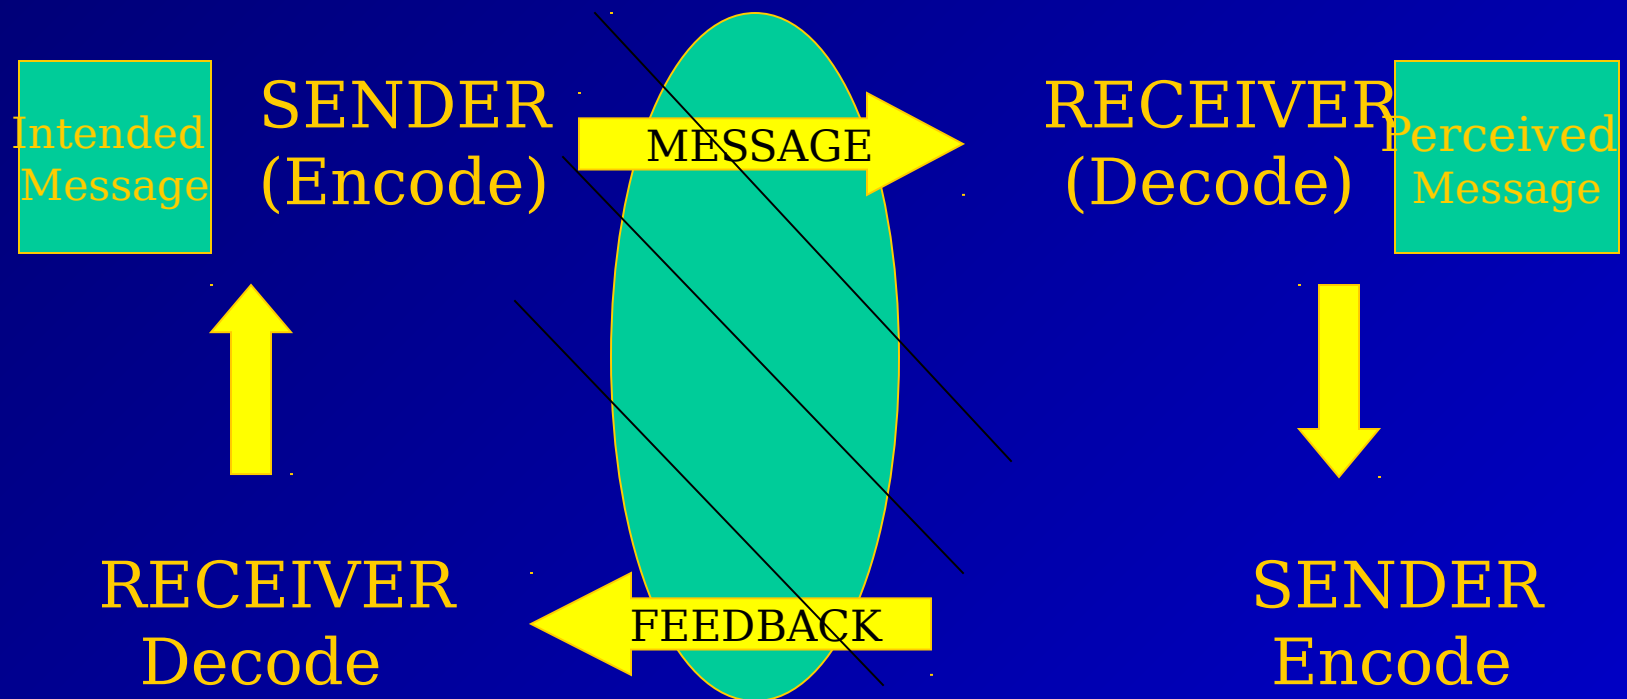 Intended
Message
SENDER
(Encode)
MESSAGE
RECEIVER
(Decode)
Perceived
Message
RECEIVER
Decode
FEEDBACK
SENDER
Encode